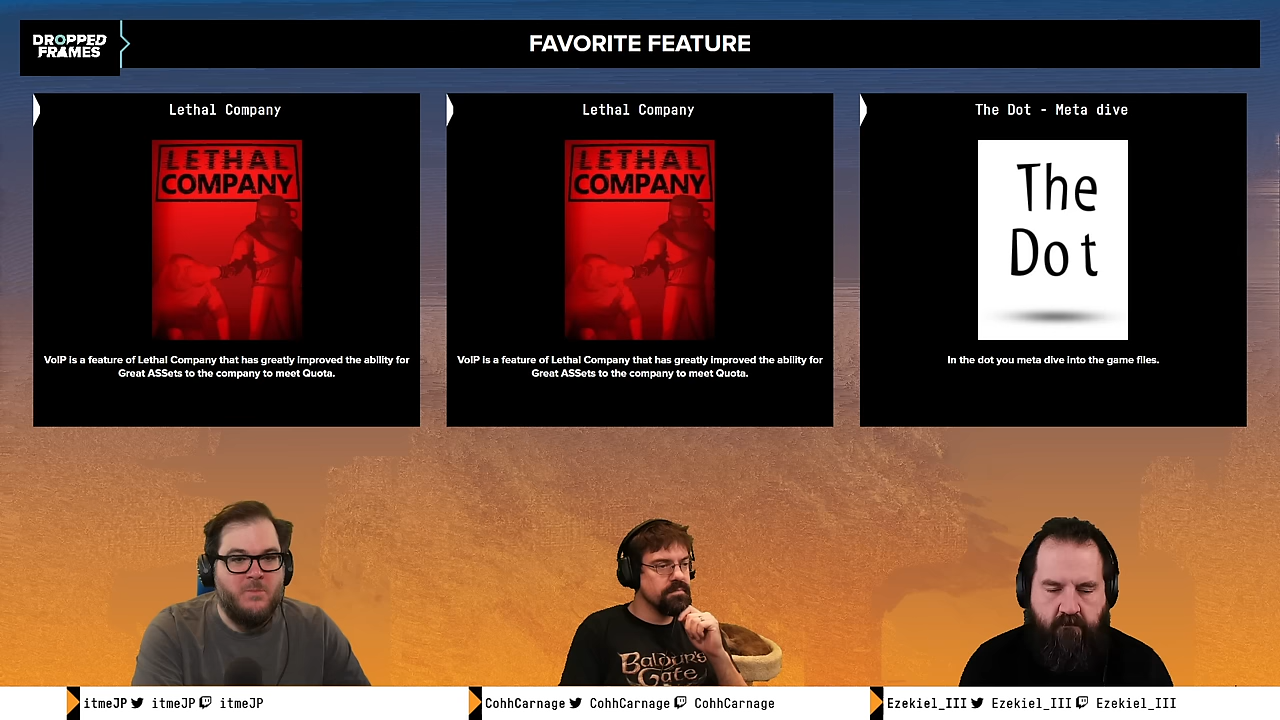 DROPPED
FRAMES
FAVORITE FEATURE
Lethal Company
LETHAL
COMPANY
VoIP is a feature of Lethal Company that has greatly improved the ability for
Great ASSets to the company to meet Quota.
Lethal Company
LETHAL
COMPANY
VoIP is a feature of Lethal Company that has greatly improved the ability for
Great ASSets to the company to meet Quota.
The Dot - Meta dive
The
Dot
In the dot you meta dive into the game files.
BALDUR'S
GATE
itmeJP itmeJP itmeJP
CohhCarnage CohhCarnage CohhCarnage
Ezekiel_III Ezekiel_III Ezekiel_III